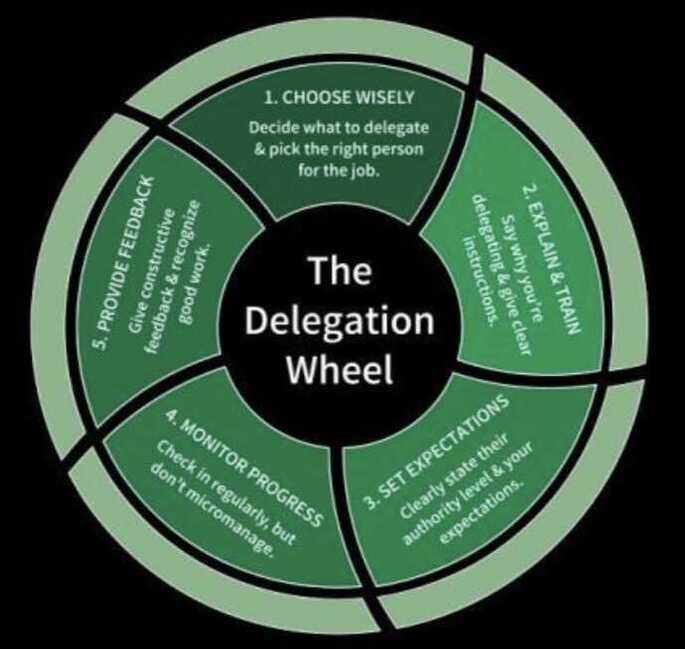 The
Delegation
Wheel
1. CHOOSE WISELY
Decide what to delegate
& pick the right person
for the job.
2. EXPLAIN & TRAIN
Say why you're
delegating & give clear
instructions.
3. SET EXPECTATIONS
Clearly state their
authority level & your
expectations.
4. MONITOR PROGRESS
Check in regularly, but
don't micromanage.
5. PROVIDE FEEDBACK
Give constructive
feedback & recognize
good work.